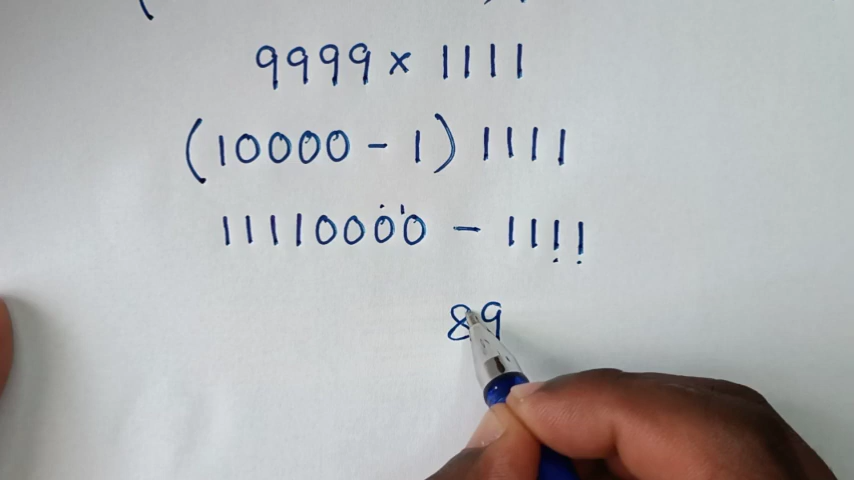 9999 × 1111
(10000 - 1) 1111
11110000 - 1111
89